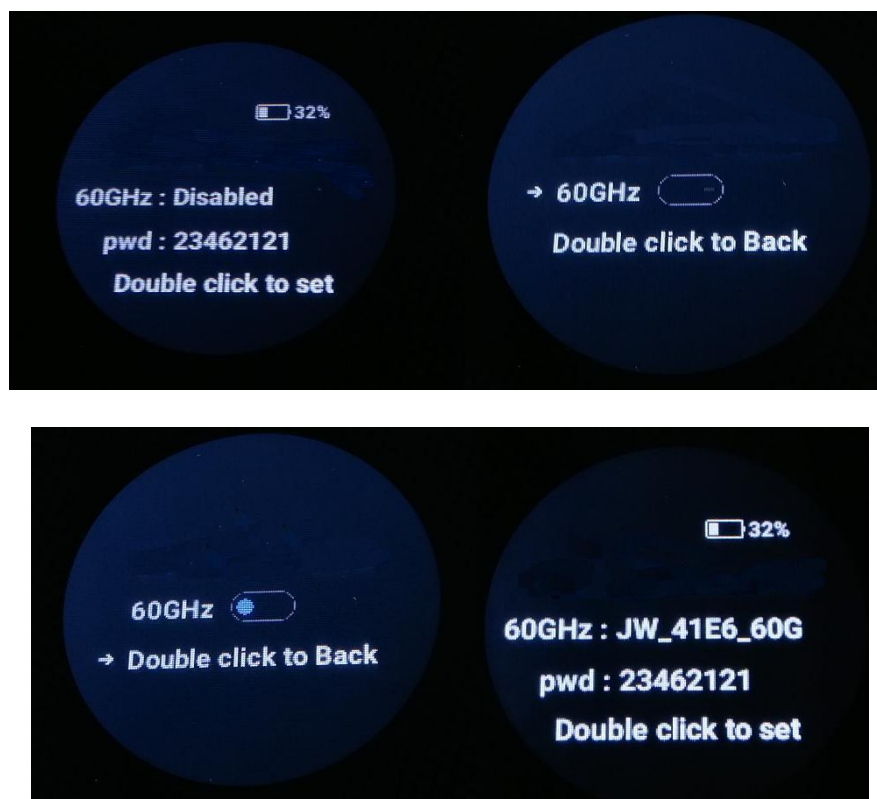 32%
60GHz : Disabled
pwd : 23462121
Double click to set
→ 60GHz
Double click to Back
60GHz
→ Double click to Back
32%
60GHz : JW_41E6_60G
pwd : 23462121
Double click to set